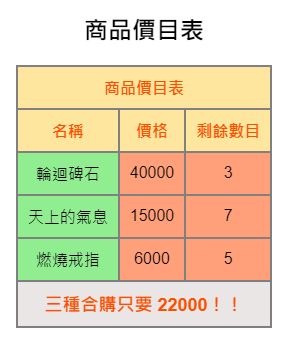 商品價目表
商品價目表
名稱 價格 剩餘數目
輪迴碑石 40000 3
天上的氣息 15000 7
燃燒戒指 6000 5
三種合購只要 22000！！